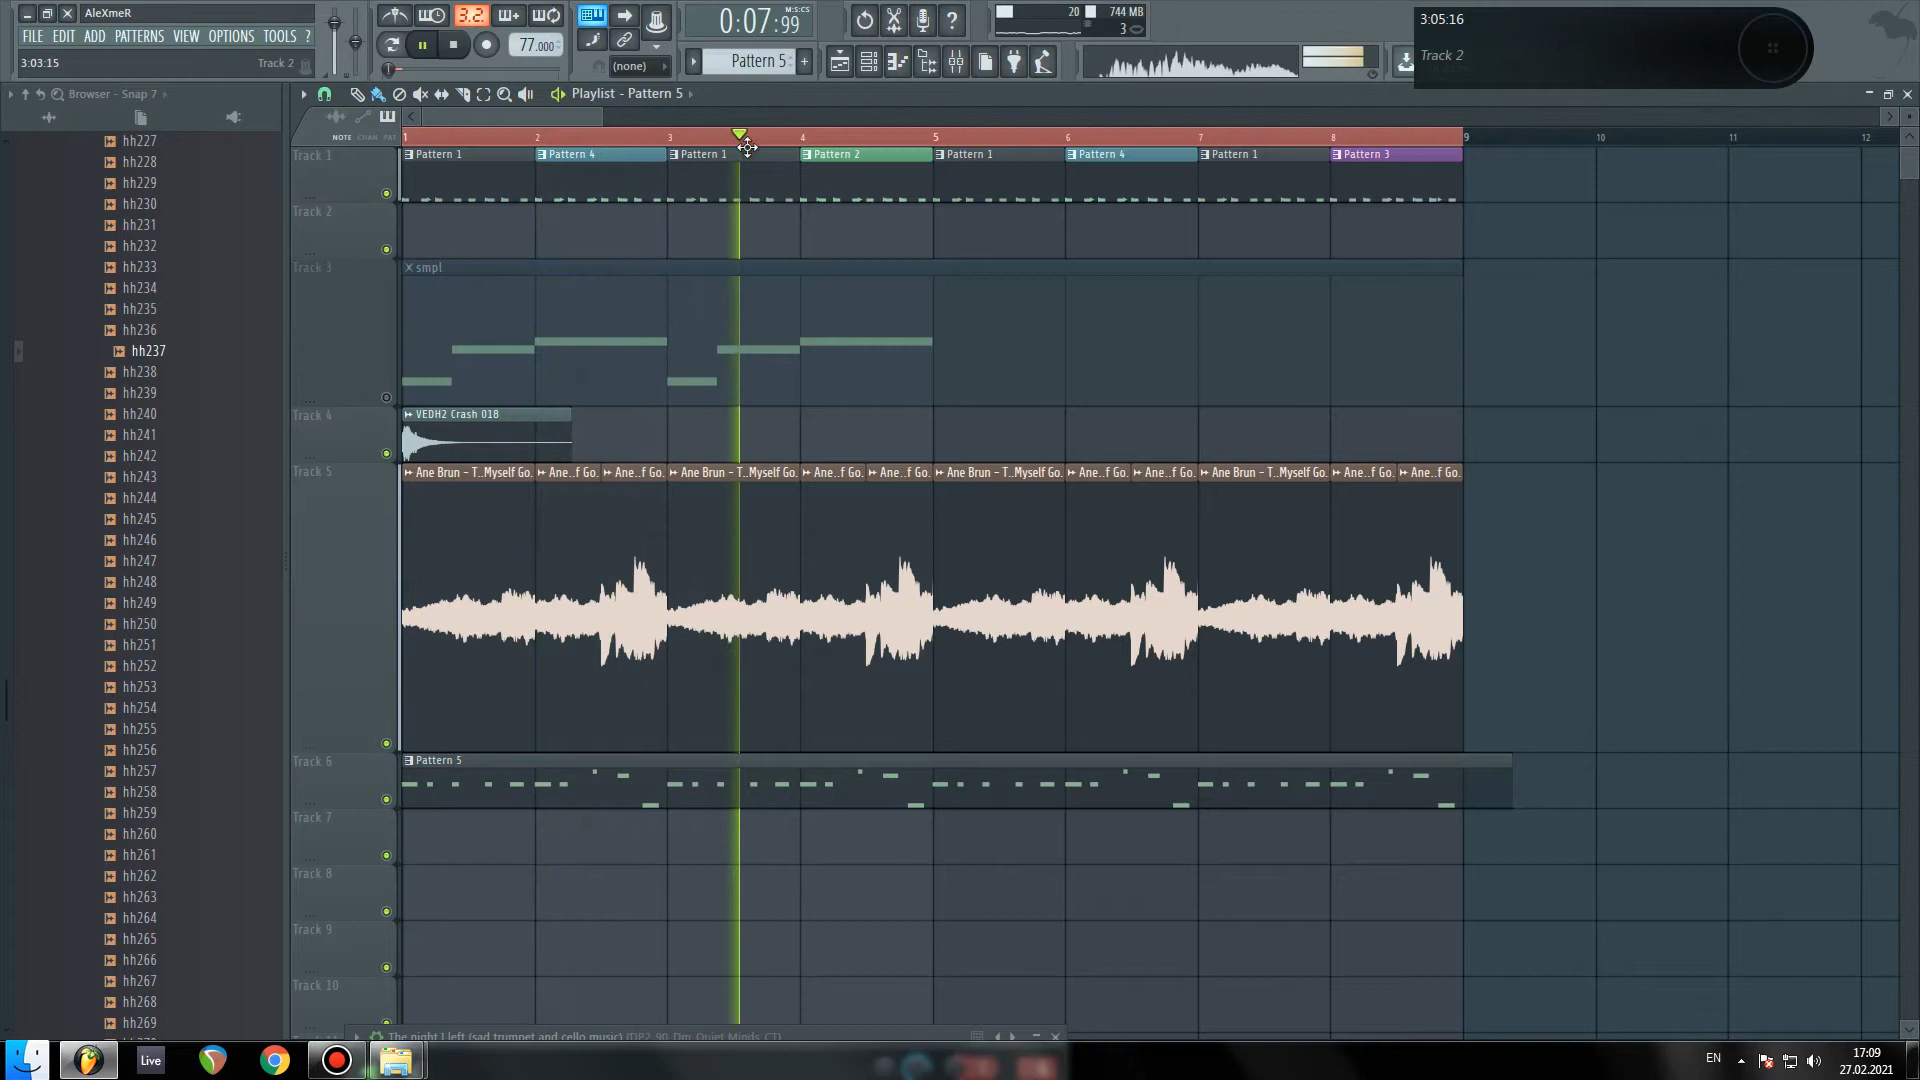 AleXmeR
FILE EDIT ADD PATTERNS VIEW OPTIONS TOOLS ?
3:03:15 Track 2
3.2.
77.000
(none)
0:07:99
M:S:CS
Pattern 5
20 744 MB
3
3:05:16
Track 2
Browser - Snap 7
Playlist - Pattern 5
NOTE CHAN PAT
1 2 3 4 5 6 7 8 9 10 11 12
hh227
hh228
hh229
hh230
hh231
hh232
hh233
hh234
hh235
hh236
hh237
hh238
hh239
hh240
hh241
hh242
hh243
hh244
hh245
hh246
hh247
hh248
hh249
hh250
hh251
hh252
hh253
hh254
hh255
hh256
hh257
hh258
hh259
hh260
hh261
hh262
hh263
hh264
hh265
hh266
hh267
hh268
hh269
Track 1
Pattern 1 Pattern 4 Pattern 1 Pattern 2 Pattern 1 Pattern 4 Pattern 1 Pattern 3
Track 2
Track 3
smpl
Track 4
VEDH2 Crash 018
Track 5
Ane Brun - T..Myself Go. Ane..f Go. Ane..f Go. Ane Brun - T..Myself Go. Ane..f Go. Ane..f Go. Ane Brun - T..Myself Go. Ane..f Go. Ane..f Go. Ane Brun - T..Myself Go. Ane..f Go. Ane..f Go.
Track 6
Pattern 5
Track 7
Track 8
Track 9
Track 10
The night I left (sad trumpet and cello music) (DP2_90_Dm_Quiet_Minds_CT)
Live
EN
17:09
27.02.2021